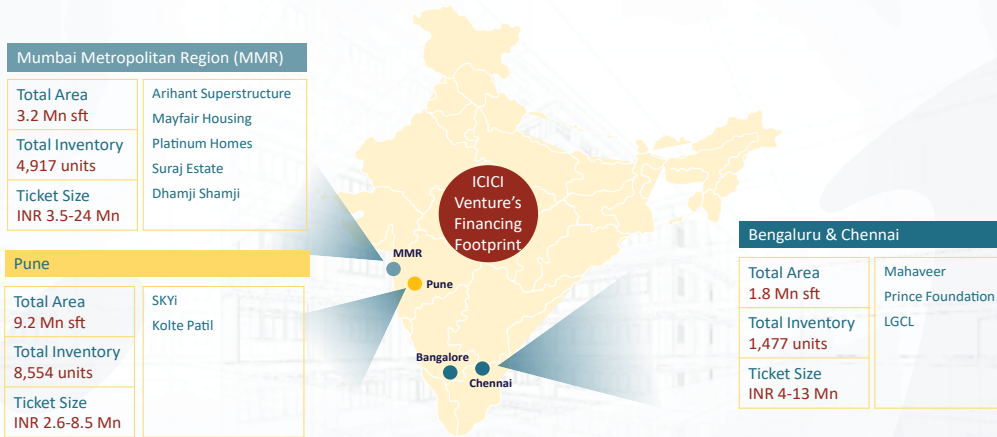 Mumbai Metropolitan Region (MMR)
Total Area
3.2 Mn sft
Total Inventory
4,917 units
Ticket Size
INR 3.5-24 Mn
Arihant Superstructure
Mayfair Housing
Platinum Homes
Suraj Estate
Dhamji Shamji
Pune
Total Area
9.2 Mn sft
Total Inventory
8,554 units
Ticket Size
INR 2.6-8.5 Mn
SKYi
Kolte Patil
ICICI
Venture's
Financing
Footprint
MMR
Pune
Bangalore
Chennai
Bengaluru & Chennai
Total Area
1.8 Mn sft
Total Inventory
1,477 units
Ticket Size
INR 4-13 Mn
Mahaveer
Prince Foundation
LGCL